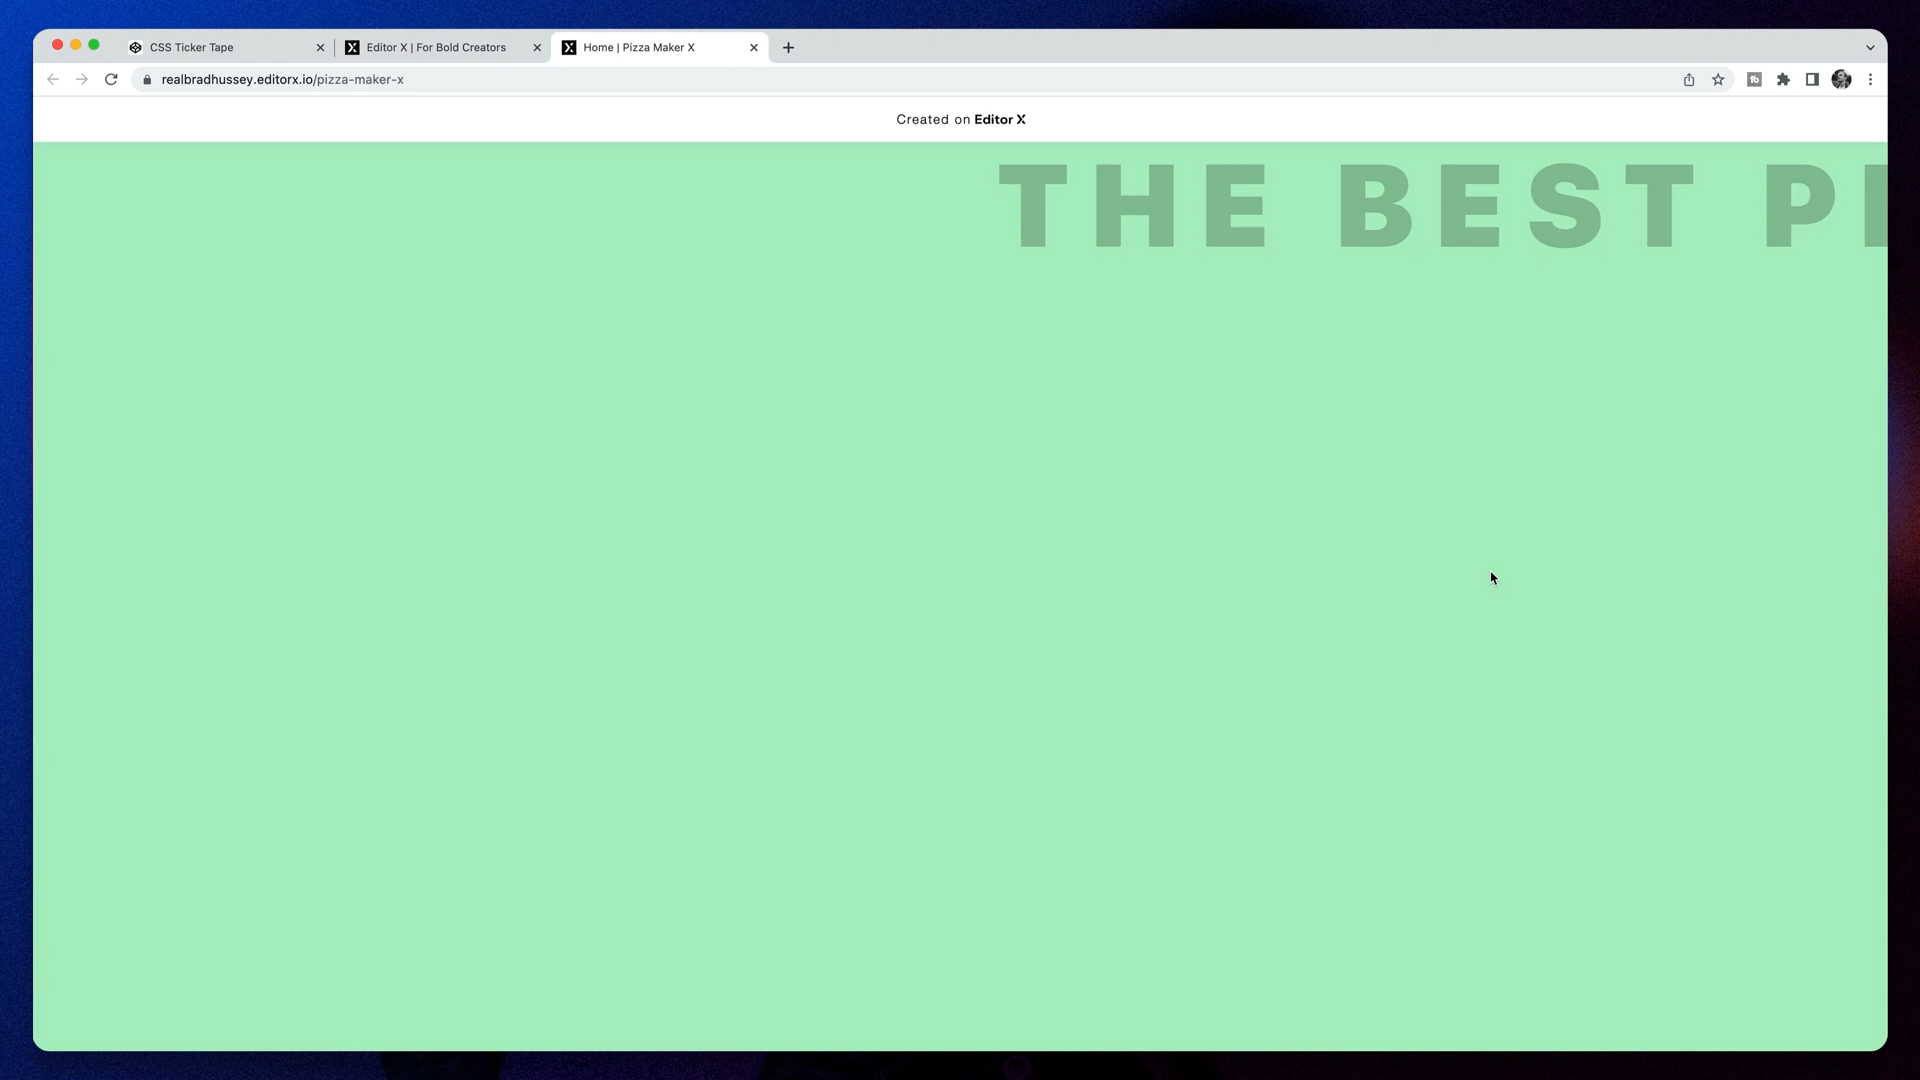 CSS Ticker Tape
Editor X | For Bold Creators
Home | Pizza Maker X
realbradhussey.editorx.io/pizza-maker-x
Created on Editor X
THE BEST P